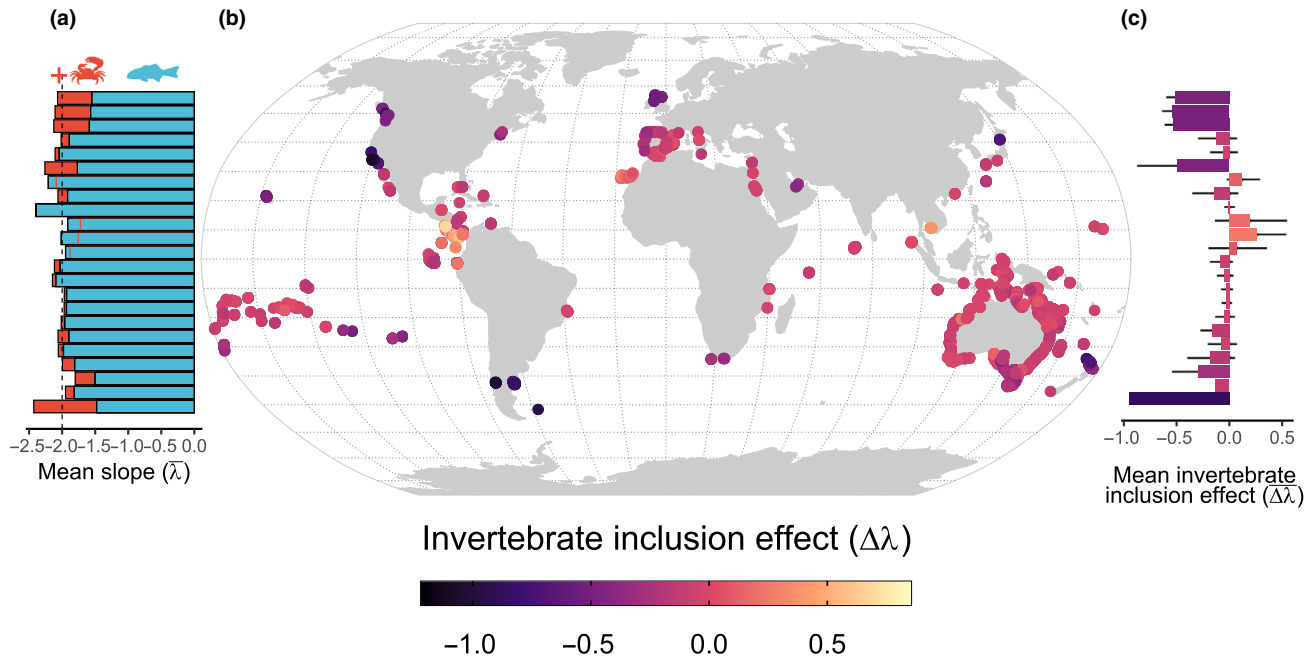 (a)
(b)
(c)
+
−2.5−2.0−1.5−1.0−0.5 0.0
Mean slope (λ̅)
−1.0 −0.5 0.0 0.5
Mean invertebrate
inclusion effect (Δ̅λ̅)
Invertebrate inclusion effect (Δλ)
−1.0 −0.5 0.0 0.5